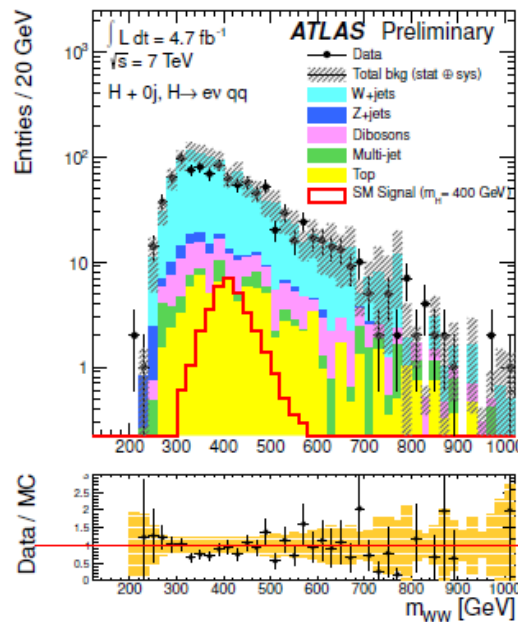 ATLAS Preliminary
∫ L dt = 4.7 fb⁻¹
√s = 7 TeV
H + 0j, H→ eν qq
Data
Total bkg (stat ⊕ sys)
W+jets
Z+jets
Dibosons
Multi-jet
Top
SM Signal (m_H = 400 GeV)
Entries / 20 GeV
10³
10²
10
1
200 300 400 500 600 700 800 900 1000
Data / MC
3
2.5
2
1.5
1
0.5
0
200 300 400 500 600 700 800 900 1000
m_WW [GeV]